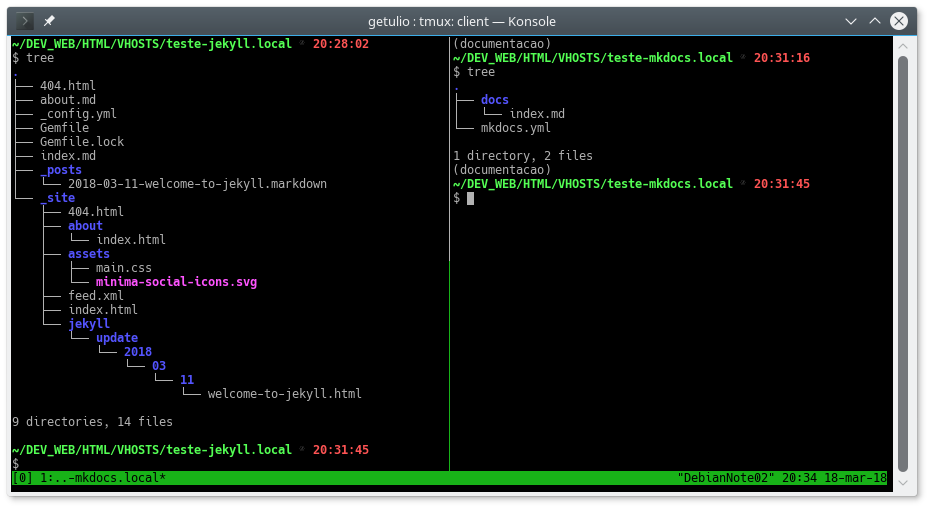 getulio : tmux: client — Konsole
~/DEV_WEB/HTML/VHOSTS/teste-jekyll.local * 20:28:02
$ tree
.
├── 404.html
├── about.md
├── _config.yml
├── Gemfile
├── Gemfile.lock
├── index.md
├── _posts
│   └── 2018-03-11-welcome-to-jekyll.markdown
└── _site
    ├── 404.html
    ├── about
    │   └── index.html
    ├── assets
    │   ├── main.css
    │   └── minima-social-icons.svg
    ├── feed.xml
    ├── index.html
    └── jekyll
        └── update
            └── 2018
                └── 03
                    └── 11
                        └── welcome-to-jekyll.html
9 directories, 14 files
~/DEV_WEB/HTML/VHOSTS/teste-jekyll.local * 20:31:45
$
(documentacao)
~/DEV_WEB/HTML/VHOSTS/teste-mkdocs.local * 20:31:16
$ tree
.
├── docs
│   └── index.md
└── mkdocs.yml
1 directory, 2 files
(documentacao)
~/DEV_WEB/HTML/VHOSTS/teste-mkdocs.local * 20:31:45
$
[0] 1:..-mkdocs.local* "DebianNote02" 20:34 18-mar-18